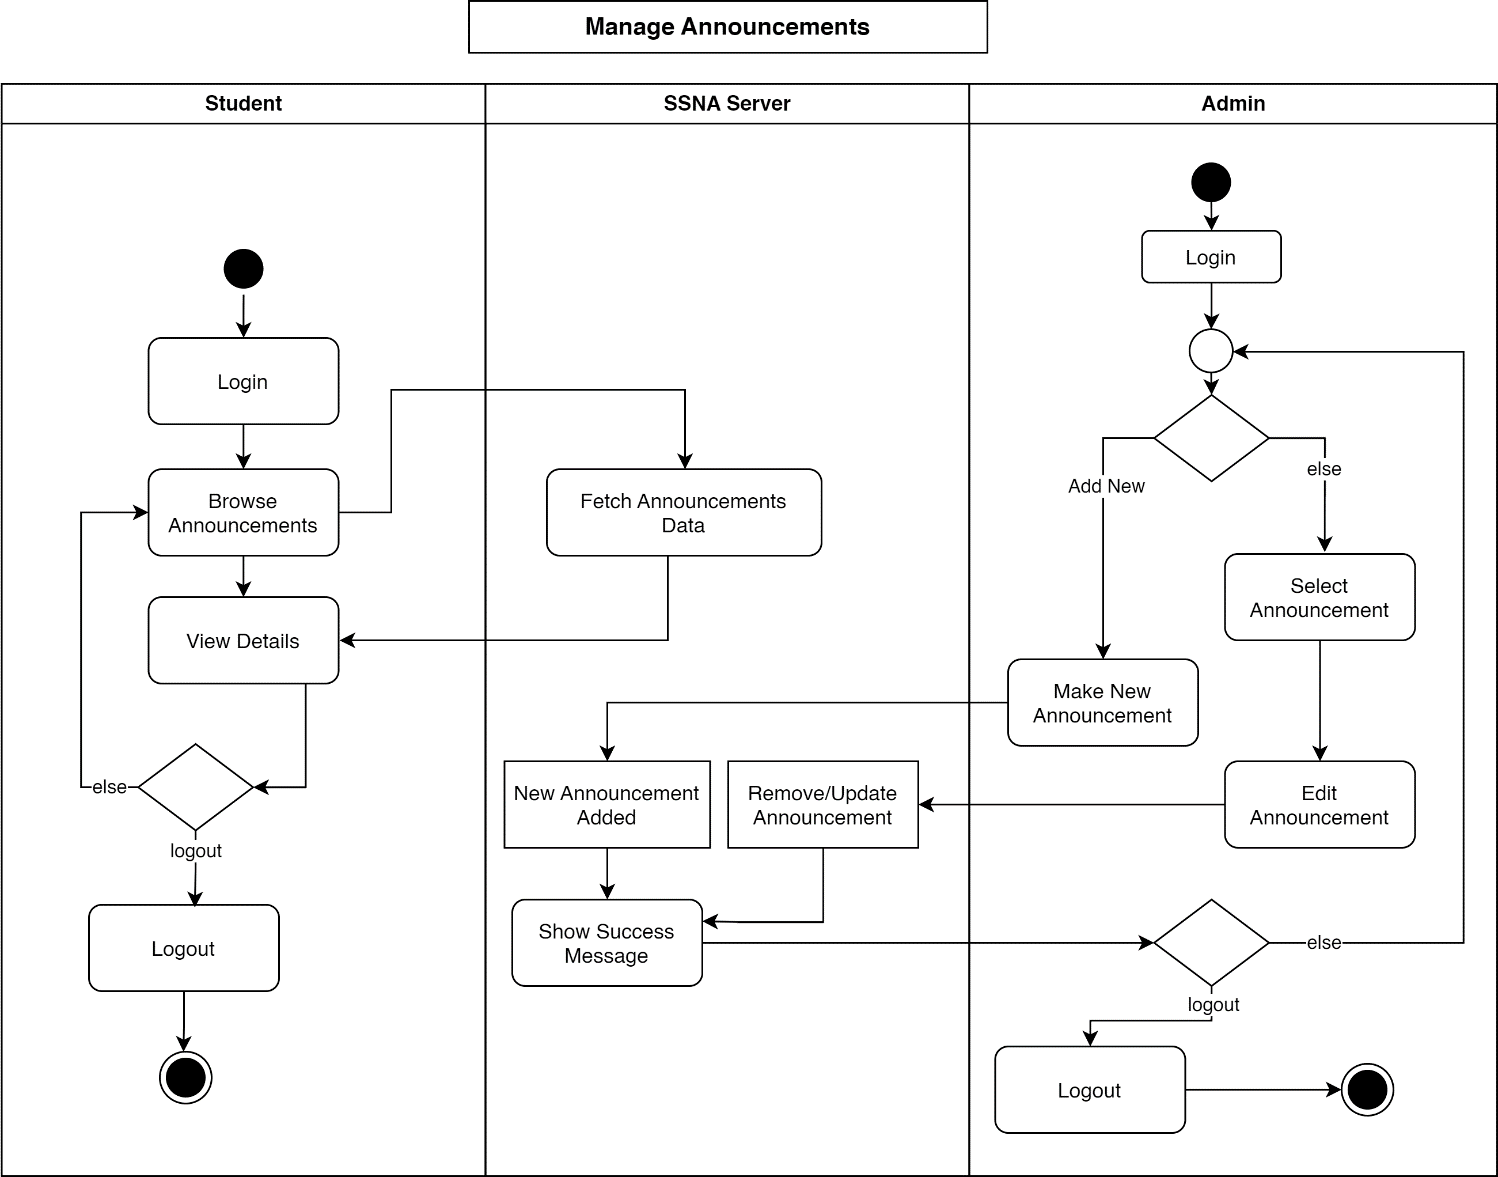 Manage Announcements
Student
SSNA Server
Admin
Login
Login
else
Add New
Browse
Announcements
Fetch Announcements
Data
Select
Announcement
View Details
Make New
Announcement
else
logout
New Announcement
Added
Remove/Update
Announcement
Edit
Announcement
Logout
Show Success
Message
else
logout
Logout